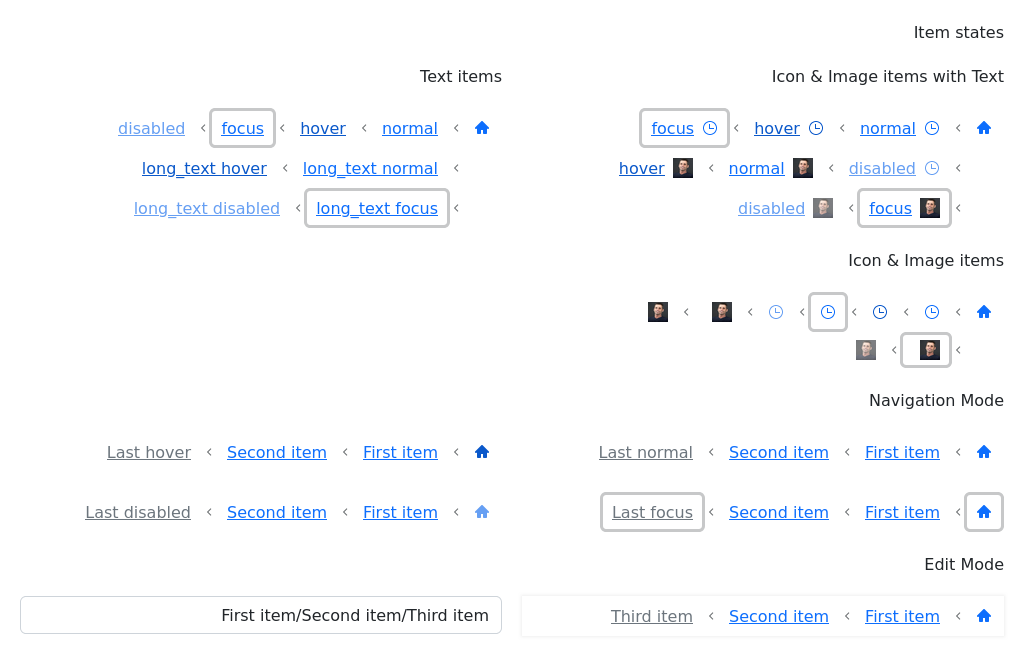 Item states
Icon & Image items with Text
normal hover focus
disabled normal hover
focus disabled
Text items
normal hover focus disabled
long_text normal long_text hover
long_text focus long_text disabled
Icon & Image items
Navigation Mode
First item Second item Last normal
First item Second item Last hover
First item Second item Last focus
First item Second item Last disabled
Edit Mode
First item Second item Third item
First item/Second item/Third item